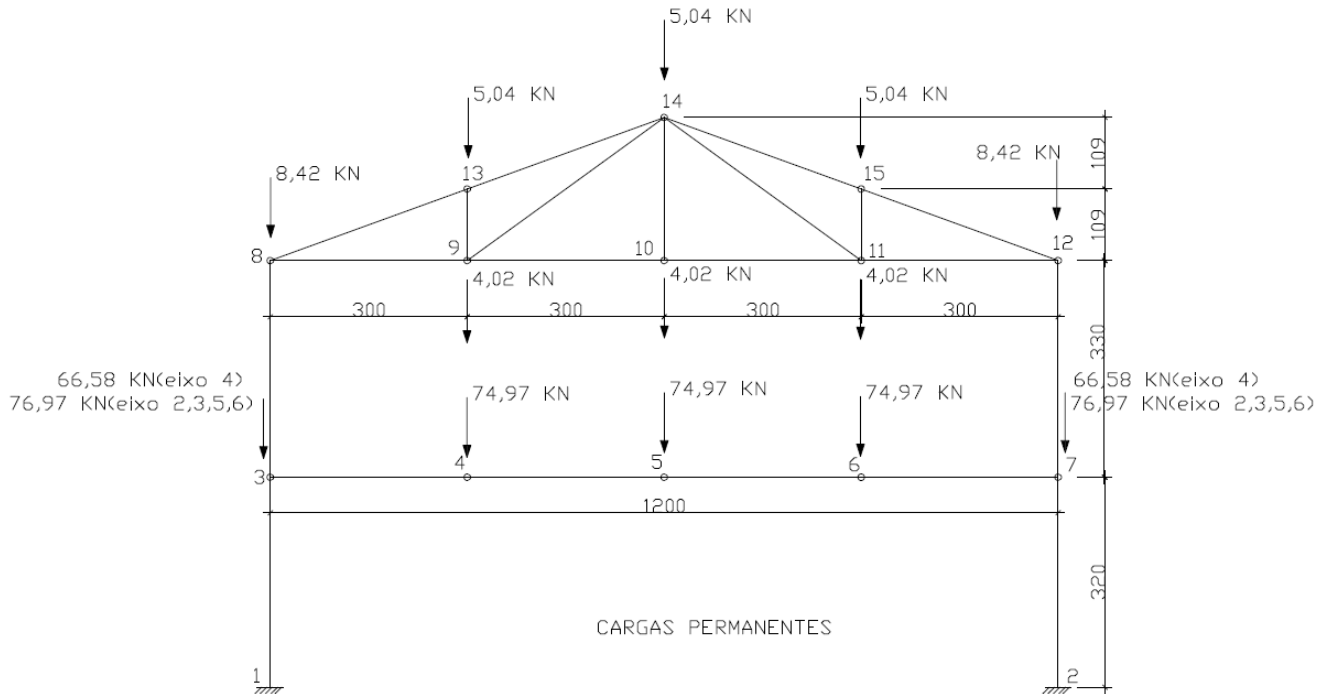 5,04 KN
14
5,04 KN
5,04 KN
13
15
8,42 KN
8,42 KN
109
109
8
9
10
11
12
4,02 KN
4,02 KN
4,02 KN
300
300
300
300
330
66,58 KN(eixo 4)
76,97 KN(eixo 2,3,5,6)
74,97 KN
74,97 KN
74,97 KN
66,58 KN(eixo 4)
76,97 KN(eixo 2,3,5,6)
3
4
5
6
7
1200
320
CARGAS PERMANENTES
1
2